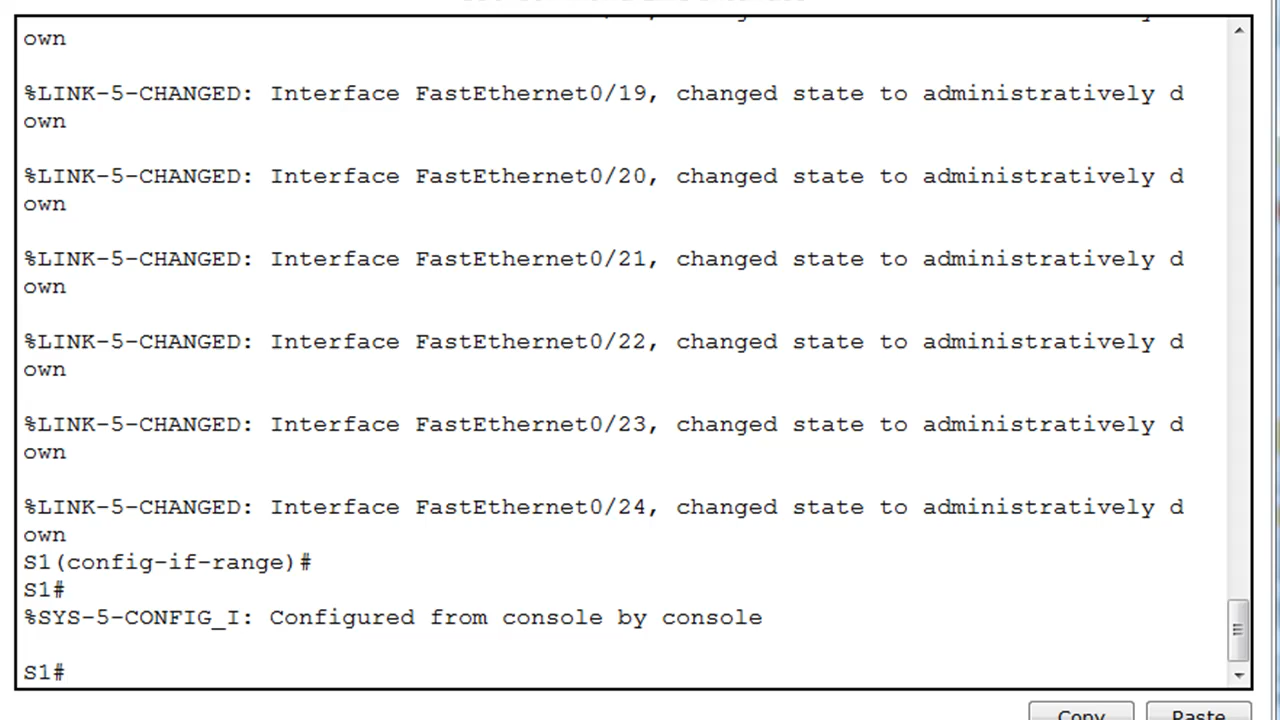 own
%LINK-5-CHANGED: Interface FastEthernet0/19, changed state to administratively d
own
%LINK-5-CHANGED: Interface FastEthernet0/20, changed state to administratively d
own
%LINK-5-CHANGED: Interface FastEthernet0/21, changed state to administratively d
own
%LINK-5-CHANGED: Interface FastEthernet0/22, changed state to administratively d
own
%LINK-5-CHANGED: Interface FastEthernet0/23, changed state to administratively d
own
%LINK-5-CHANGED: Interface FastEthernet0/24, changed state to administratively d
own
S1(config-if-range)#
S1#
%SYS-5-CONFIG_I: Configured from console by console
S1#
Copy Paste